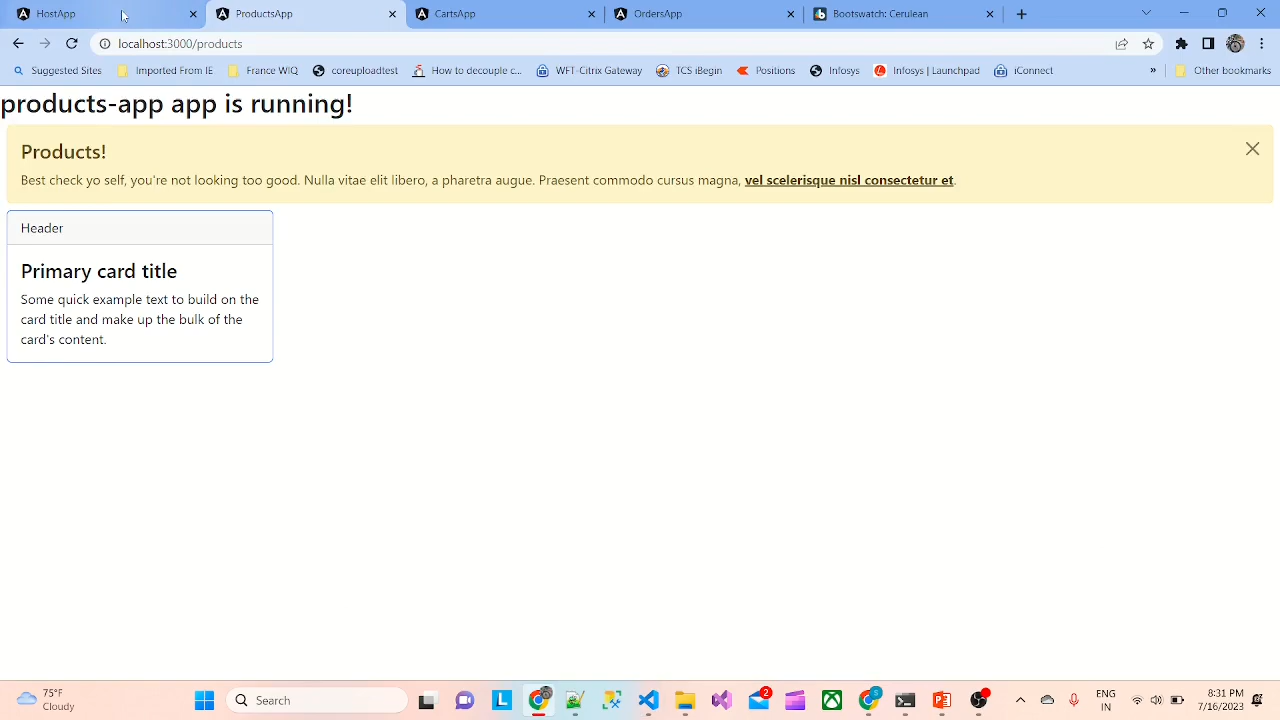 HostApp
ProductsApp
CartsApp
OrdersApp
Bootswatch: Cerulean
localhost:3000/products
Suggested Sites
Imported From IE
France WIG
coreuploadtest
How to decouple c...
WFT-Citrix Gateway
TCS iBegin
Positions
Infosys
Infosys | Launchpad
iConnect
»
Other bookmarks
products-app app is running!
Products!
Best check yo self, you're not looking too good. Nulla vitae elit libero, a pharetra augue. Praesent commodo cursus magna, vel scelerisque nisl consectetur et.
Header
Primary card title
Some quick example text to build on the
card title and make up the bulk of the
card's content.
75°F
Cloudy
Search
2
S
ENG
IN
8:31 PM
7/16/2023